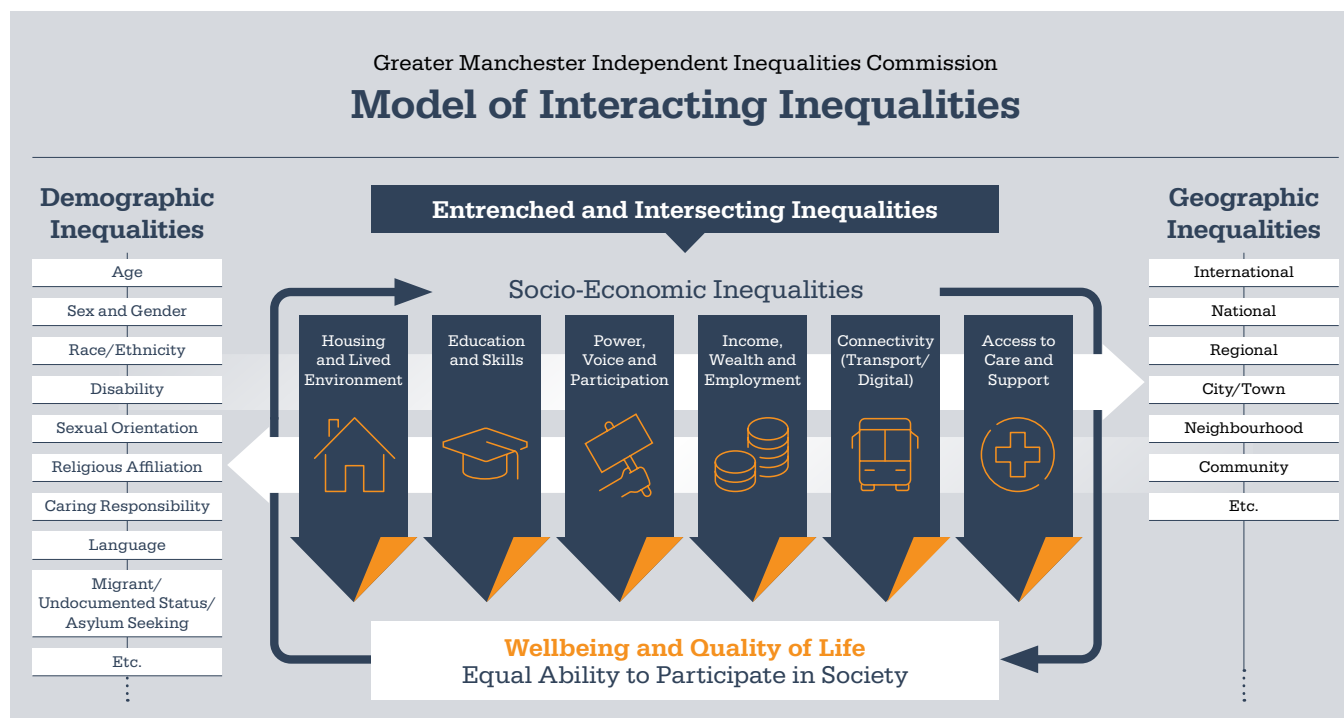 Greater Manchester Independent Inequalities Commission
Model of Interacting Inequalities
Demographic
Inequalities
Age
Sex and Gender
Race/Ethnicity
Disability
Sexual Orientation
Religious Affiliation
Caring Responsibility
Language
Migrant/
Undocumented Status/
Asylum Seeking
Etc.
Entrenched and Intersecting Inequalities
Socio-Economic Inequalities
Housing
and Lived
Environment
Education
and Skills
Power,
Voice and
Participation
Income,
Wealth and
Employment
Connectivity
(Transport/
Digital)
Access to
Care and
Support
Wellbeing and Quality of Life
Equal Ability to Participate in Society
Geographic
Inequalities
International
National
Regional
City/Town
Neighbourhood
Community
Etc.